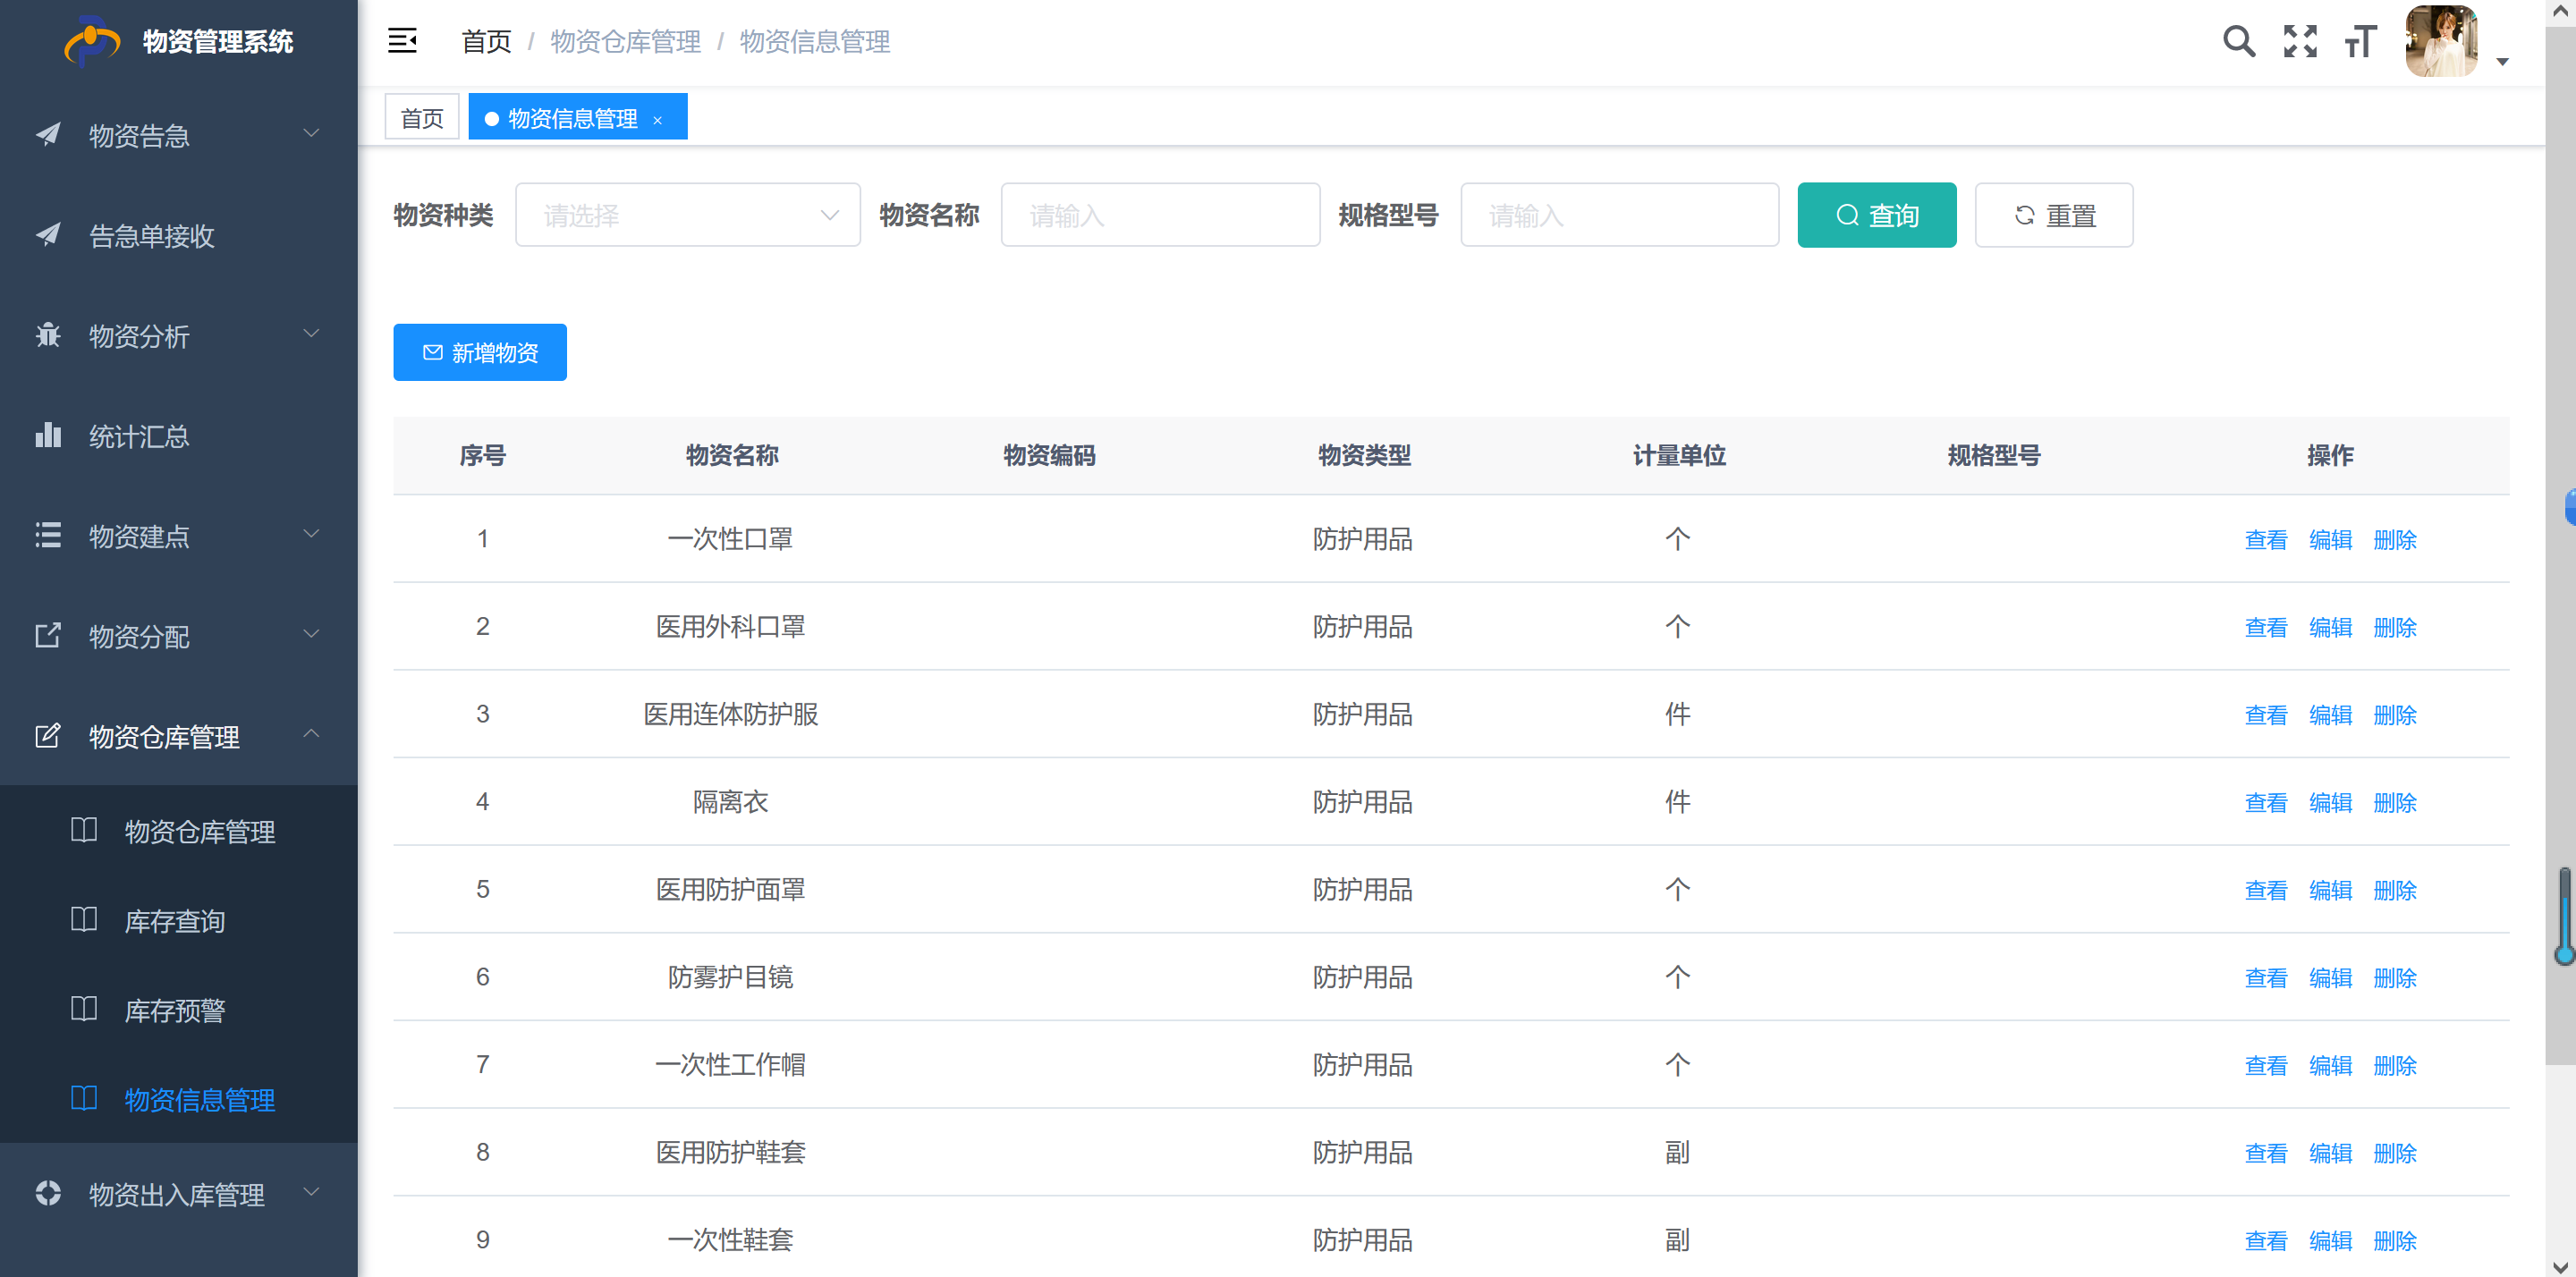 物资管理系统
首页 / 物资仓库管理 / 物资信息管理
首页 物资信息管理 ×
物资告急
告急单接收
物资分析
统计汇总
物资建点
物资分配
物资仓库管理
物资仓库管理
库存查询
库存预警
物资信息管理
物资出入库管理
物资种类 请选择 物资名称 请输入 规格型号 请输入 查询 重置
新增物资
序号 物资名称 物资编码 物资类型 计量单位 规格型号 操作
1 一次性口罩 防护用品 个 查看 编辑 删除
2 医用外科口罩 防护用品 个 查看 编辑 删除
3 医用连体防护服 防护用品 件 查看 编辑 删除
4 隔离衣 防护用品 件 查看 编辑 删除
5 医用防护面罩 防护用品 个 查看 编辑 删除
6 防雾护目镜 防护用品 个 查看 编辑 删除
7 一次性工作帽 防护用品 个 查看 编辑 删除
8 医用防护鞋套 防护用品 副 查看 编辑 删除
9 一次性鞋套 防护用品 副 查看 编辑 删除